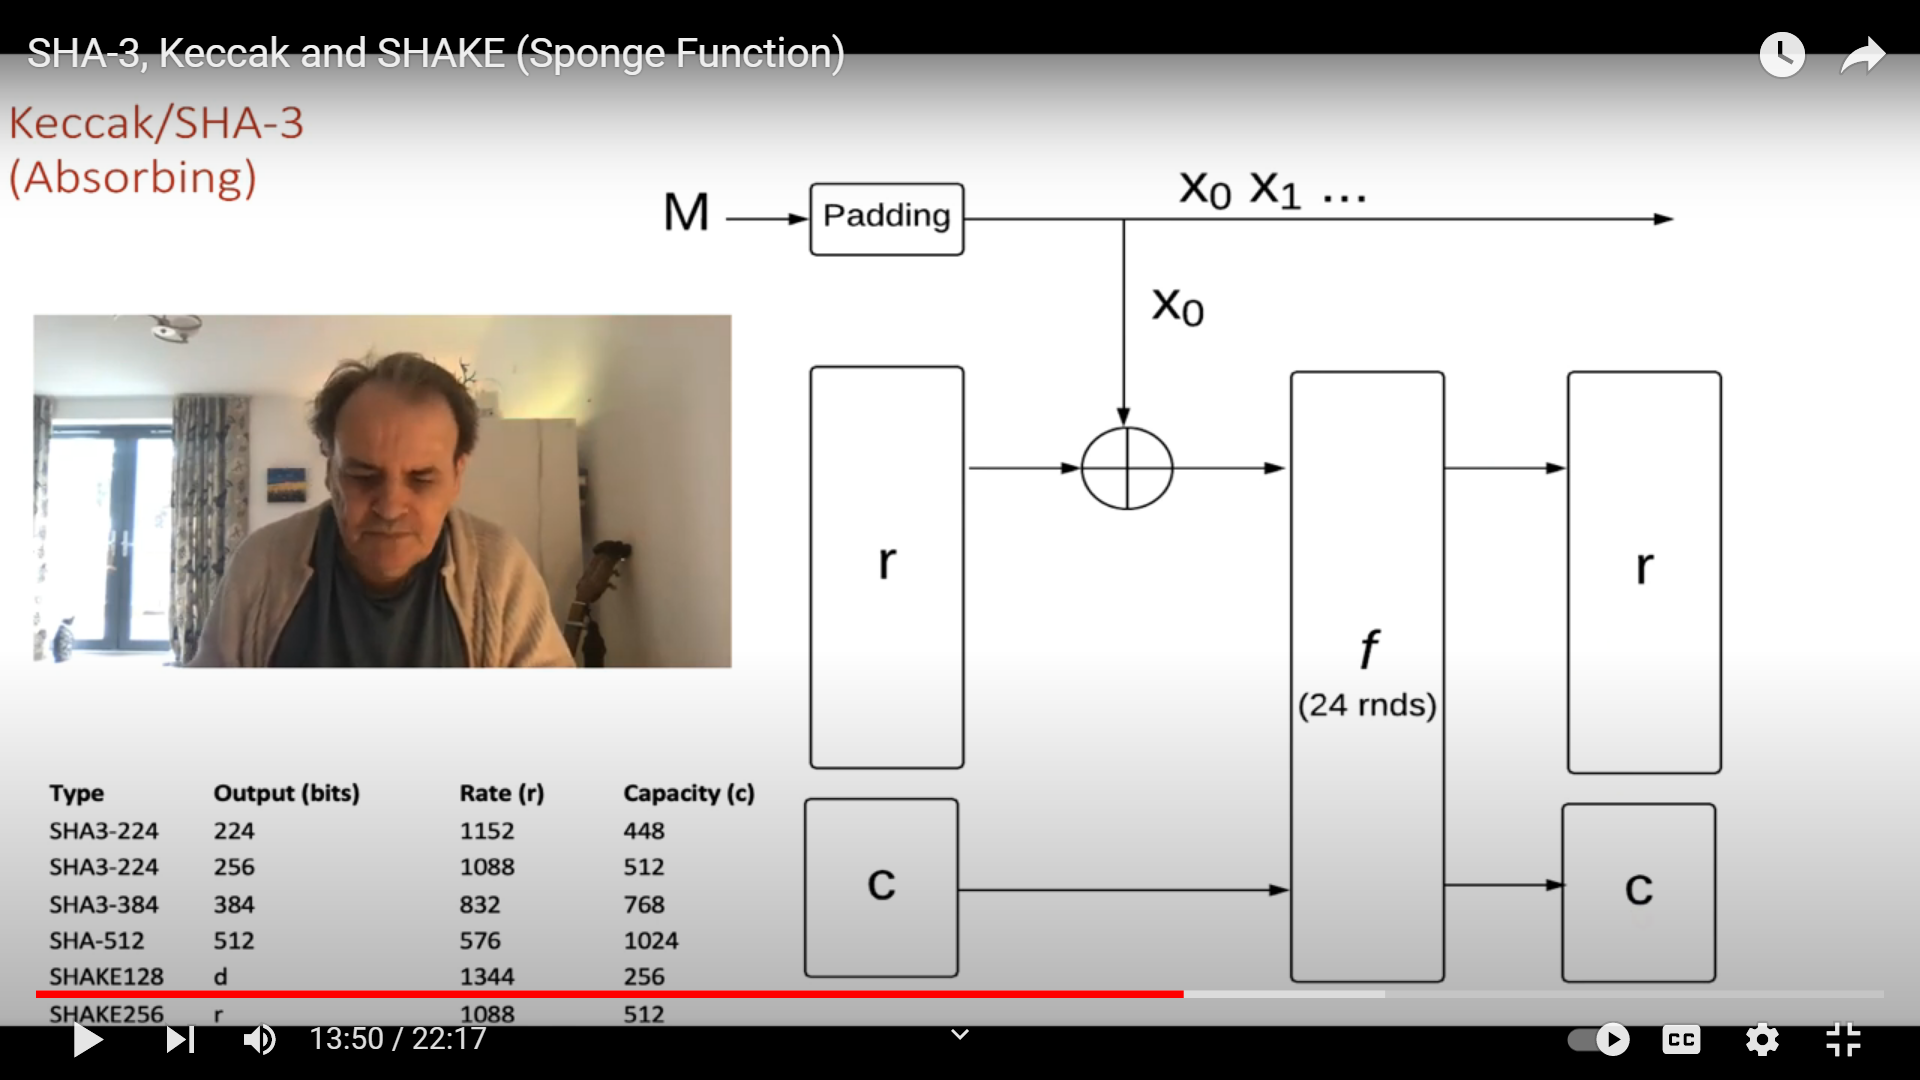 SHA-3, Keccak and SHAKE (Sponge Function)
Keccak/SHA-3
(Absorbing)
M
Padding
X0 X1 ...
X0
r
f
(24 rnds)
r
c
c
Type Output (bits) Rate (r) Capacity (c)
SHA3-224 224 1152 448
SHA3-224 256 1088 512
SHA3-384 384 832 768
SHA-512 512 576 1024
SHAKE128 d 1344 256
SHAKE256 r 1088 512
13:50 / 22:17
CC